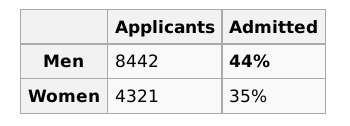 Applicants Admitted
Men 8442 44%
Women 4321 35%